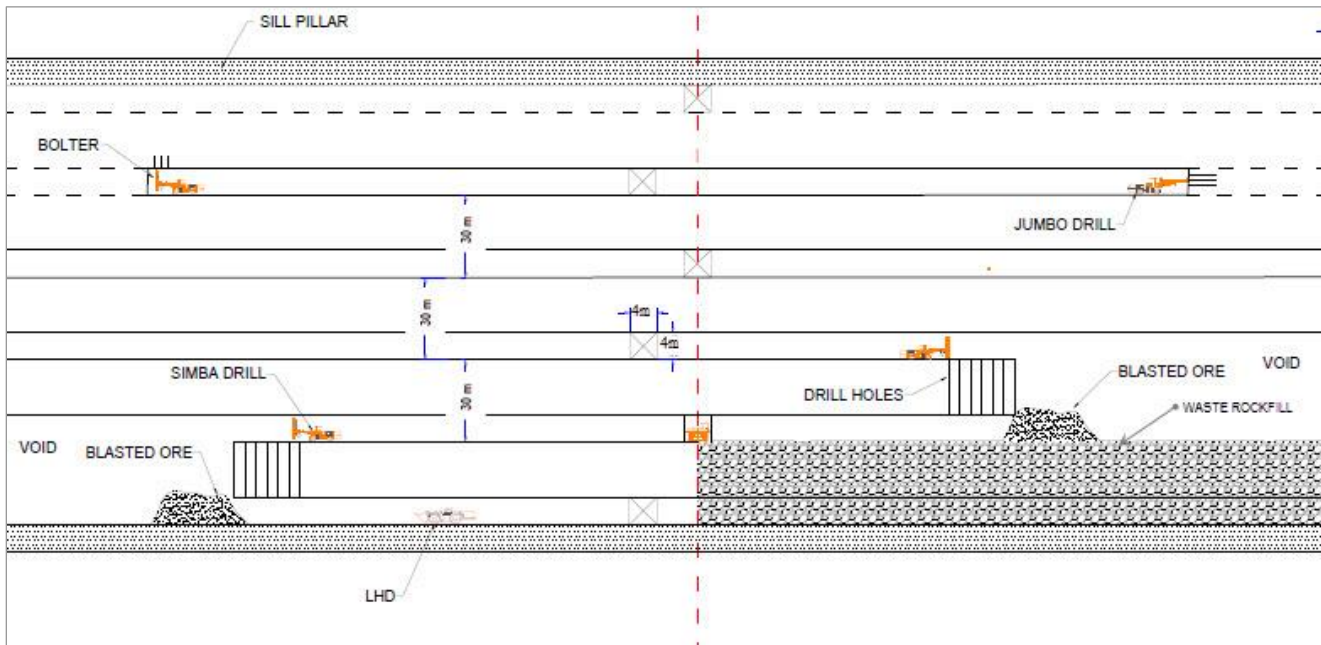 SILL PILLAR
BOLTER
JUMBO DRILL
30 m
30 m
4m
4m
SIMBA DRILL
30 m
DRILL HOLES
BLASTED ORE
VOID
WASTE ROCKFILL
VOID
BLASTED ORE
LHD